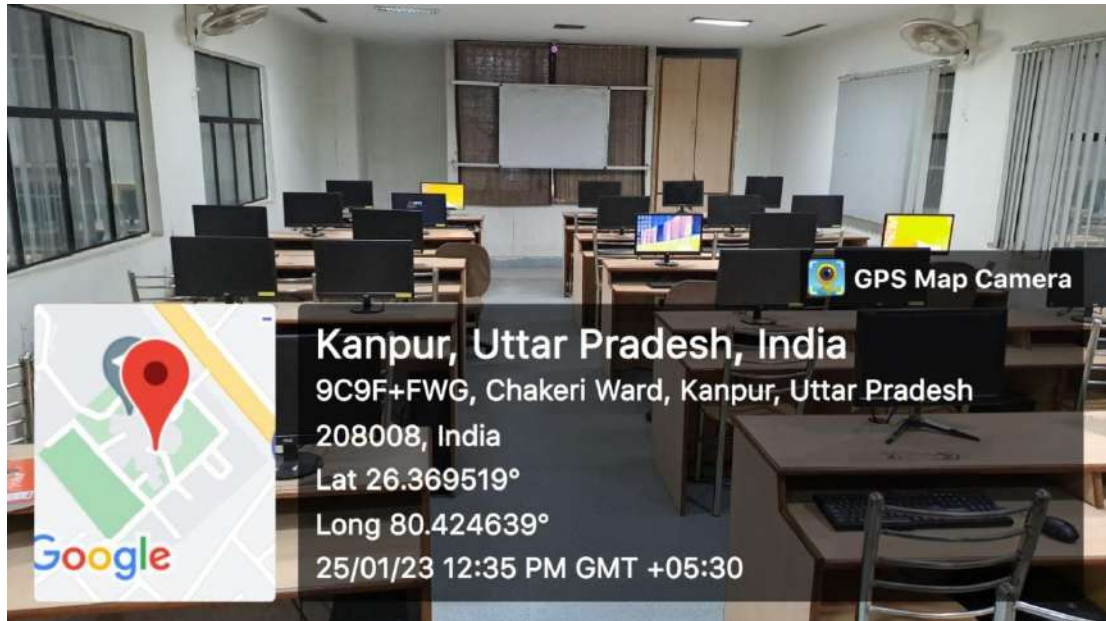 GPS Map Camera
Kanpur, Uttar Pradesh, India
9C9F+FWG, Chakeri Ward, Kanpur, Uttar Pradesh
208008, India
Lat 26.369519°
Long 80.424639°
25/01/23 12:35 PM GMT +05:30
Google